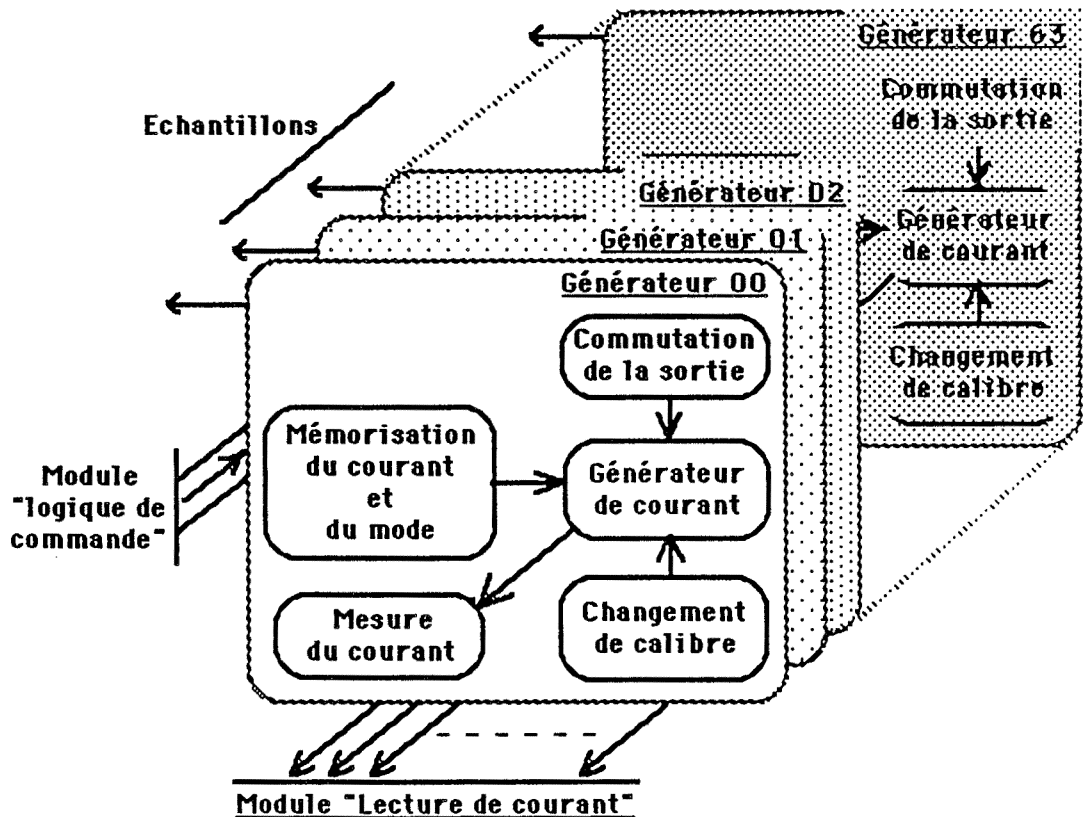 Générateur 63
Commutation
de la sortie
Echantillons
Générateur 02
Générateur
de courant
Générateur 01
Générateur 00
Commutation
de la sortie
Changement
de calibre
Mémorisation
du courant
et
du mode
Générateur
de courant
Module
"logique de
commande"
Mesure
du courant
Changement
de calibre
Module "Lecture de courant"